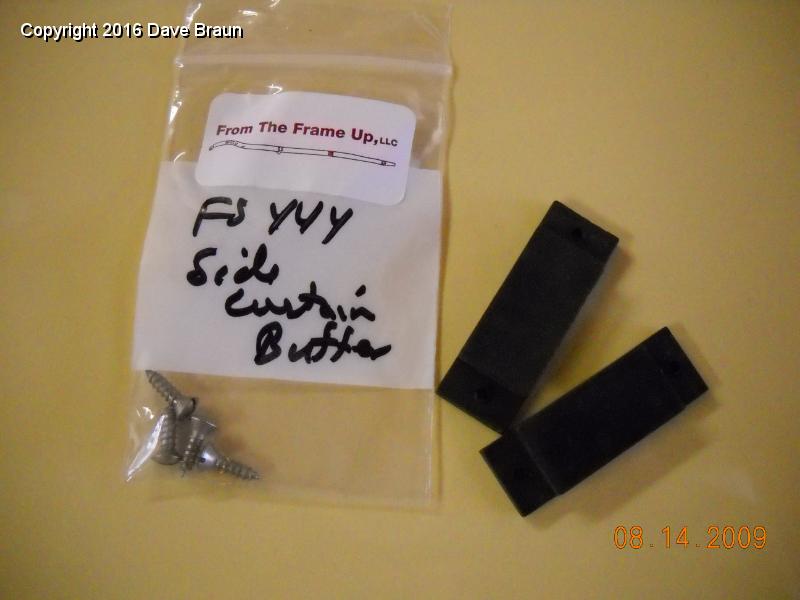 Copyright 2016 Dave Braun
From The Frame Up, LLC
FS 444
Side
Curtain
Buffer
08.14.2009